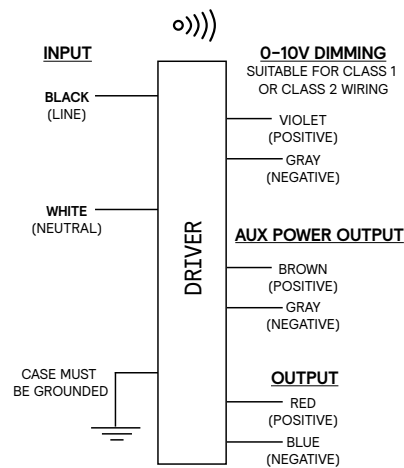 INPUT
BLACK
(LINE)
WHITE
(NEUTRAL)
CASE MUST
BE GROUNDED
DRIVER
0-10V DIMMING
SUITABLE FOR CLASS 1
OR CLASS 2 WIRING
VIOLET
(POSITIVE)
GRAY
(NEGATIVE)
AUX POWER OUTPUT
BROWN
(POSITIVE)
GRAY
(NEGATIVE)
OUTPUT
RED
(POSITIVE)
BLUE
(NEGATIVE)